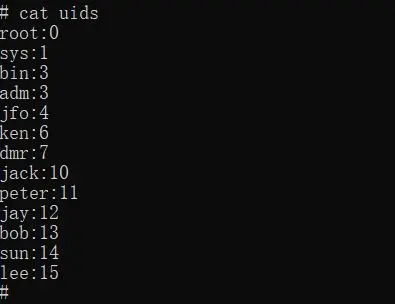 # cat uids
root:0
sys:1
bin:3
adm:3
jfo:4
ken:6
dmr:7
jack:10
peter:11
jay:12
bob:13
sun:14
lee:15
#